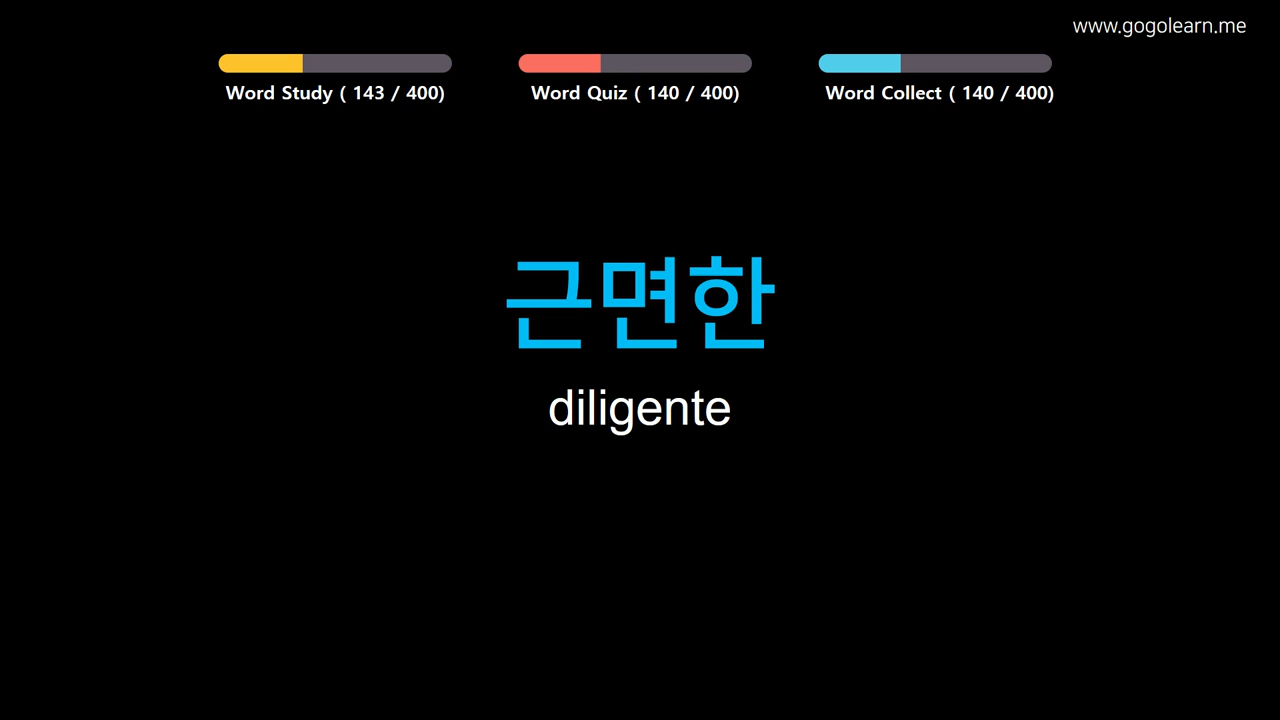 www.gogolearn.me
Word Study ( 143 / 400)
Word Quiz ( 140 / 400)
Word Collect ( 140 / 400)
근면한
diligente